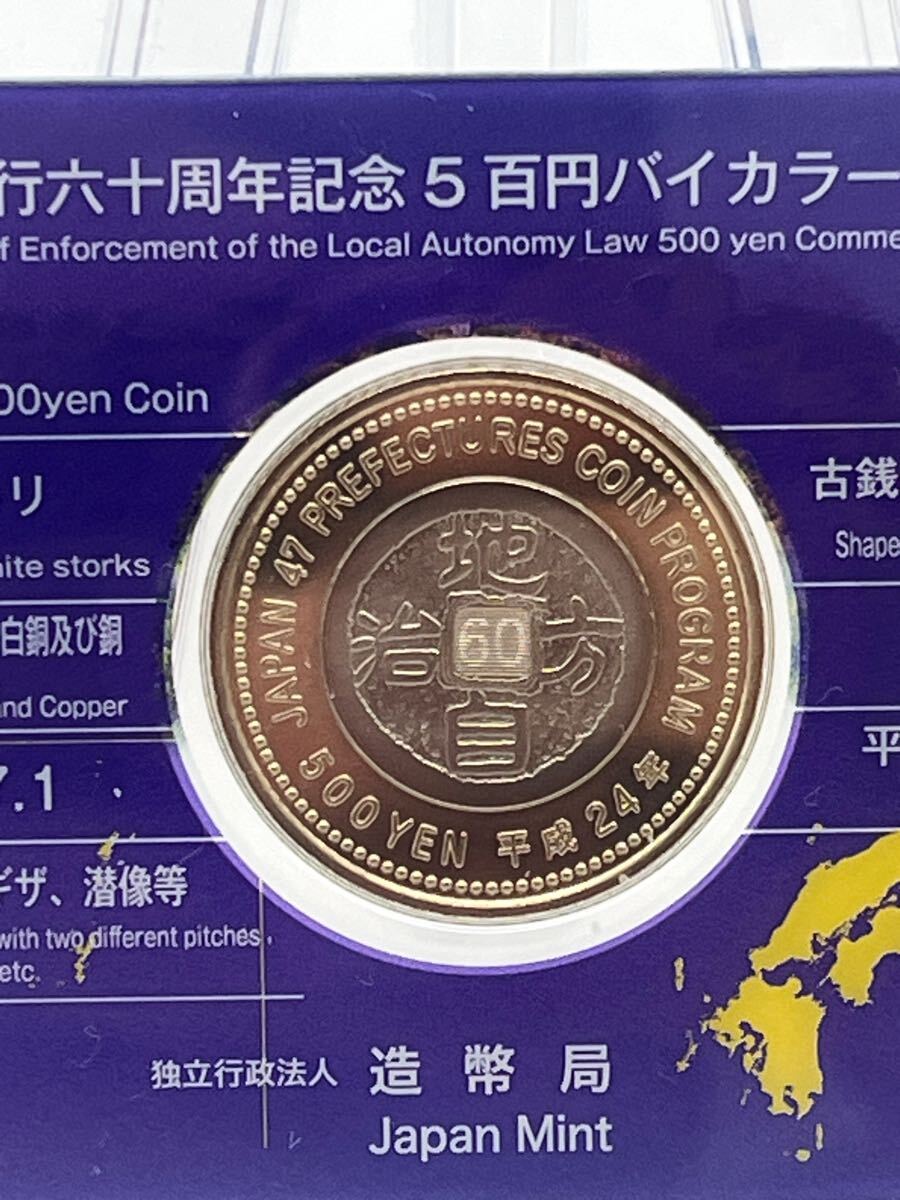 行六十周年記念5百円バイカラー
f Enforcement of the Local Autonomy Law 500 yen Comme
00yen Coin
リ
古銭
ite storks
Shape
白銅及び銅
nd Copper
平
7.1
ギザ、潜像等
with two different pitches,
etc.
JAPAN 47 PREFECTURES COIN PROGRAM
500 YEN 平成24年
地方自治
60
独立行政法人 造幣局
Japan Mint